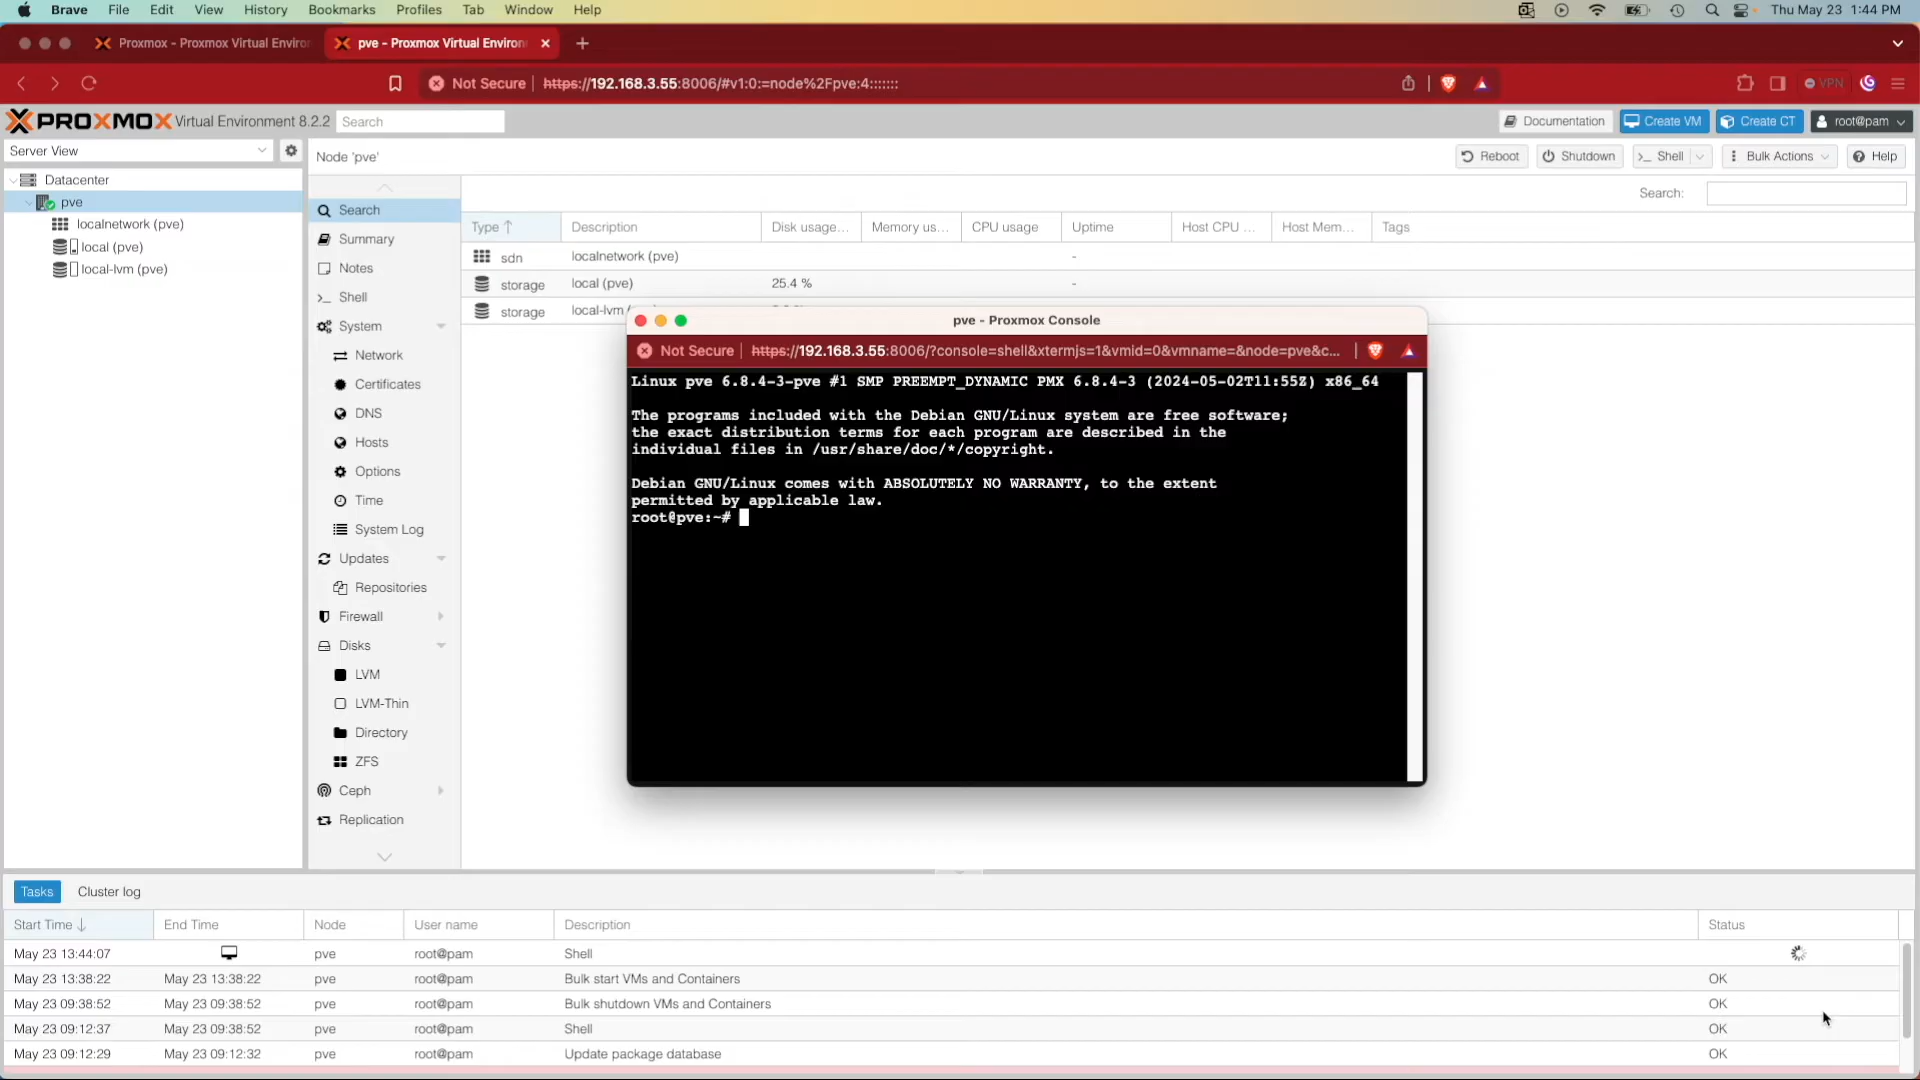 Brave File Edit View History Bookmarks Profiles Tab Window Help Thu May 23 1:44 PM
Proxmox - Proxmox Virtual Enviro
pve - Proxmox Virtual Environ
Not Secure https://192.168.3.55:8006/#v1:0:=node%2Fpve:4:::::::
VPN
PROXMOX Virtual Environment 8.2.2 Search
Documentation Create VM Create CT root@pam
Server View
Node 'pve'
Reboot Shutdown Shell Bulk Actions Help
Datacenter
pve
localnetwork (pve)
local (pve)
local-lvm (pve)
Search
Summary
Notes
Shell
System
Network
Certificates
DNS
Hosts
Options
Time
System Log
Updates
Repositories
Firewall
Disks
LVM
LVM-Thin
Directory
ZFS
Ceph
Replication
Search:
Type Description Disk usage... Memory us... CPU usage Uptime Host CPU ... Host Mem... Tags
sdn localnetwork (pve) -
storage local (pve) 25.4 % -
storage local-lvm
pve - Proxmox Console
Not Secure https://192.168.3.55:8006/?console=shell&xtermjs=1&vmid=0&vmname=&node=pve&c...
Linux pve 6.8.4-3-pve #1 SMP PREEMPT_DYNAMIC PMX 6.8.4-3 (2024-05-02T11:55Z) x86_64
The programs included with the Debian GNU/Linux system are free software;
the exact distribution terms for each program are described in the
individual files in /usr/share/doc/*/copyright.
Debian GNU/Linux comes with ABSOLUTELY NO WARRANTY, to the extent
permitted by applicable law.
root@pve:~#
Tasks Cluster log
Start Time End Time Node User name Description Status
May 23 13:44:07 pve root@pam Shell
May 23 13:38:22 May 23 13:38:22 pve root@pam Bulk start VMs and Containers OK
May 23 09:38:52 May 23 09:38:52 pve root@pam Bulk shutdown VMs and Containers OK
May 23 09:12:37 May 23 09:38:52 pve root@pam Shell OK
May 23 09:12:29 May 23 09:12:32 pve root@pam Update package database OK